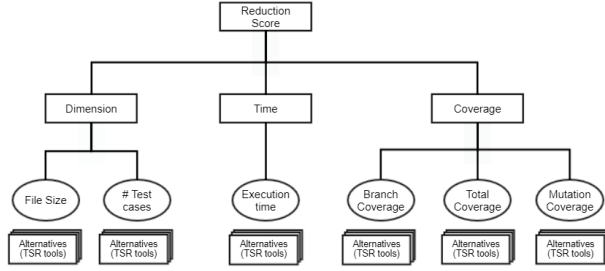 Reduction
Score
Dimension
Time
Coverage
File Size
# Test
cases
Execution
time
Branch
Coverage
Total
Coverage
Mutation
Coverage
Alternatives
(TSR tools)
Alternatives
(TSR tools)
Alternatives
(TSR tools)
Alternatives
(TSR tools)
Alternatives
(TSR tools)
Alternatives
(TSR tools)